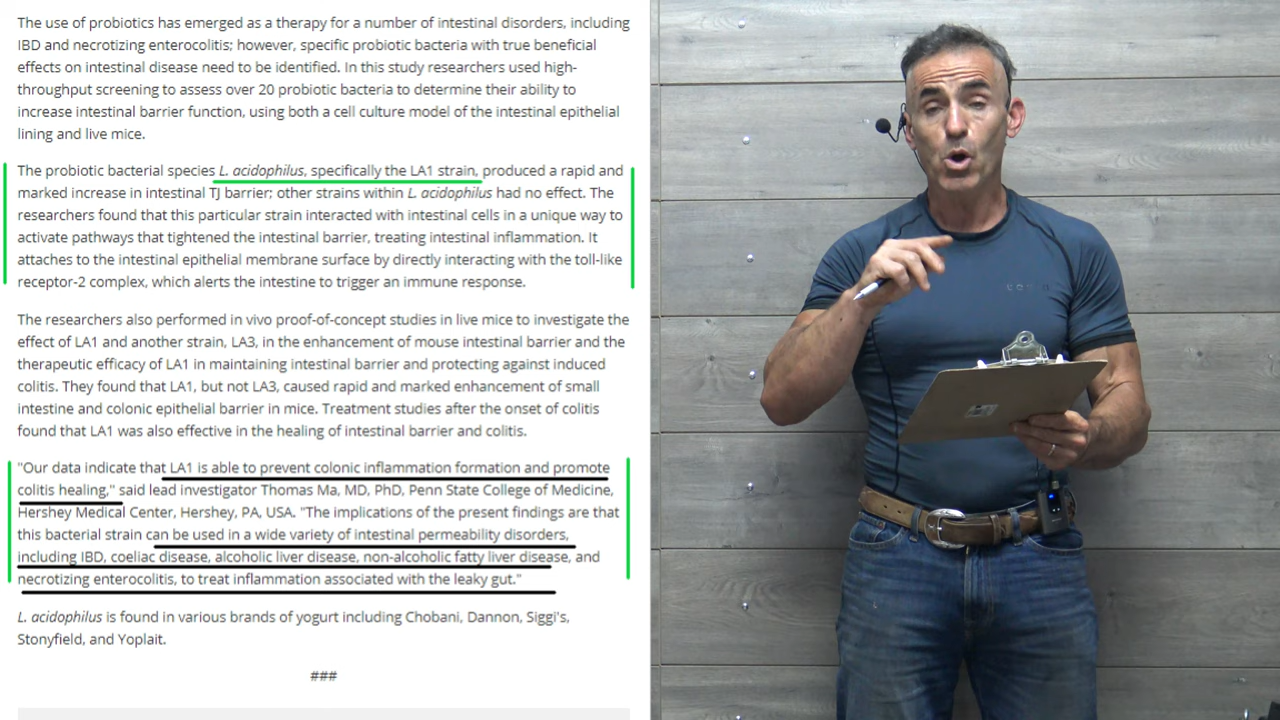 The use of probiotics has emerged as a therapy for a number of intestinal disorders, including
IBD and necrotizing enterocolitis; however, specific probiotic bacteria with true beneficial
effects on intestinal disease need to be identified. In this study researchers used high-
throughput screening to assess over 20 probiotic bacteria to determine their ability to
increase intestinal barrier function, using both a cell culture model of the intestinal epithelial
lining and live mice.
The probiotic bacterial species L. acidophilus, specifically the LA1 strain, produced a rapid and
marked increase in intestinal TJ barrier; other strains within L. acidophilus had no effect. The
researchers found that this particular strain interacted with intestinal cells in a unique way to
activate pathways that tightened the intestinal barrier, treating intestinal inflammation. It
attaches to the intestinal epithelial membrane surface by directly interacting with the toll-like
receptor-2 complex, which alerts the intestine to trigger an immune response.
The researchers also performed in vivo proof-of-concept studies in live mice to investigate the
effect of LA1 and another strain, LA3, in the enhancement of mouse intestinal barrier and the
therapeutic efficacy of LA1 in maintaining intestinal barrier and protecting against induced
colitis. They found that LA1, but not LA3, caused rapid and marked enhancement of small
intestine and colonic epithelial barrier in mice. Treatment studies after the onset of colitis
found that LA1 was also effective in the healing of intestinal barrier and colitis.
"Our data indicate that LA1 is able to prevent colonic inflammation formation and promote
colitis healing," said lead investigator Thomas Ma, MD, PhD, Penn State College of Medicine,
Hershey Medical Center, Hershey, PA, USA. "The implications of the present findings are that
this bacterial strain can be used in a wide variety of intestinal permeability disorders,
including IBD, coeliac disease, alcoholic liver disease, non-alcoholic fatty liver disease, and
necrotizing enterocolitis, to treat inflammation associated with the leaky gut."
L. acidophilus is found in various brands of yogurt including Chobani, Dannon, Siggi's,
Stonyfield, and Yoplait.
###